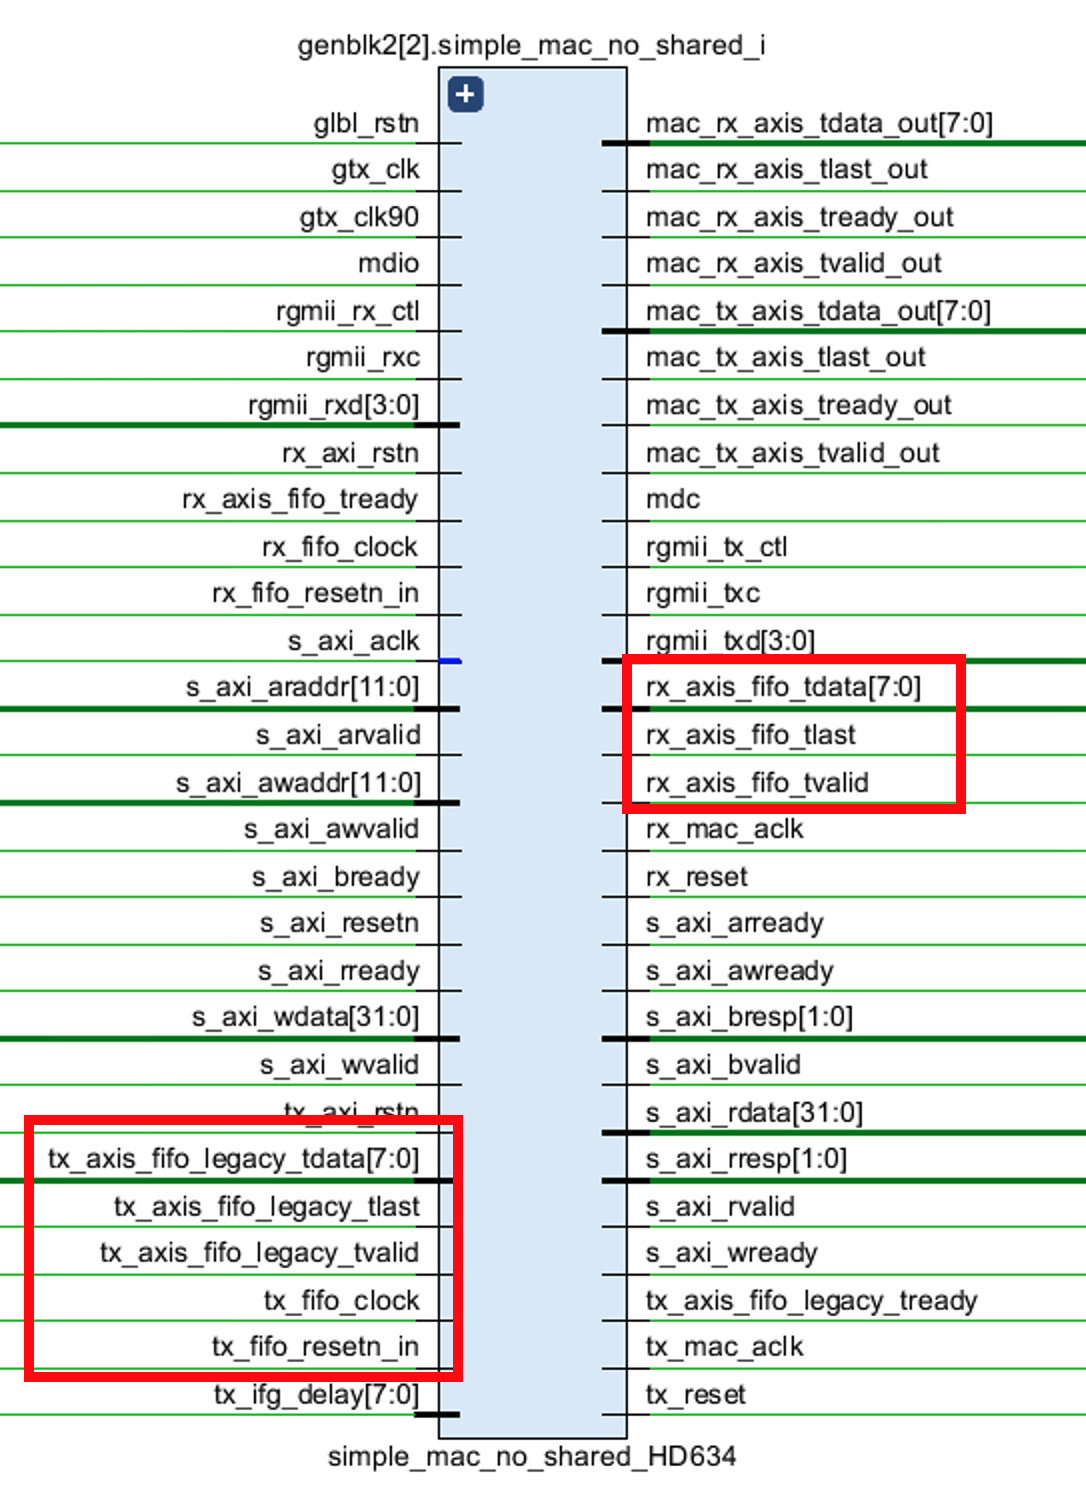 genblk2[2].simple_mac_no_shared_i
glbl_rstn
gtx_clk
gtx_clk90
mdio
rgmii_rx_ctl
rgmii_rxc
rgmii_rxd[3:0]
rx_axi_rstn
rx_axis_fifo_tready
rx_fifo_clock
rx_fifo_resetn_in
s_axi_aclk
s_axi_araddr[11:0]
s_axi_arvalid
s_axi_awaddr[11:0]
s_axi_awvalid
s_axi_bready
s_axi_resetn
s_axi_rready
s_axi_wdata[31:0]
s_axi_wvalid
tx_axi_rstn
tx_axis_fifo_legacy_tdata[7:0]
tx_axis_fifo_legacy_tlast
tx_axis_fifo_legacy_tvalid
tx_fifo_clock
tx_fifo_resetn_in
tx_ifg_delay[7:0]
mac_rx_axis_tdata_out[7:0]
mac_rx_axis_tlast_out
mac_rx_axis_tready_out
mac_rx_axis_tvalid_out
mac_tx_axis_tdata_out[7:0]
mac_tx_axis_tlast_out
mac_tx_axis_tready_out
mac_tx_axis_tvalid_out
mdc
rgmii_tx_ctl
rgmii_txc
rgmii_txd[3:0]
rx_axis_fifo_tdata[7:0]
rx_axis_fifo_tlast
rx_axis_fifo_tvalid
rx_mac_aclk
rx_reset
s_axi_arready
s_axi_awready
s_axi_bresp[1:0]
s_axi_bvalid
s_axi_rdata[31:0]
s_axi_rresp[1:0]
s_axi_rvalid
s_axi_wready
tx_axis_fifo_legacy_tready
tx_mac_aclk
tx_reset
simple_mac_no_shared_HD634